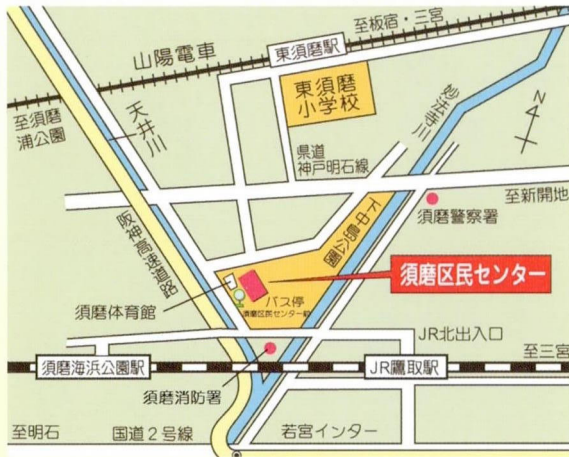 至板宿・三宮
東須磨駅
山陽電車
東須磨
小学校
天井川
妙法寺川
N
至須磨
浦公園
県道
神戸明石線
下中島公園
至新開地
須磨警察署
阪神高速道路
須磨区民センター
須磨体育館
バス停
須磨区民センター前
JR北出入口
至三宮
須磨海浜公園駅
JR鷹取駅
須磨消防署
至明石
国道2号線
若宮インター